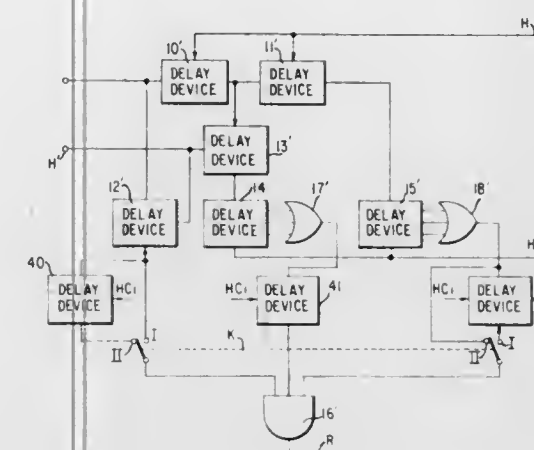 H
10'
11'
DELAY
DEVICE
DELAY
DEVICE
DELAY
DEVICE
13'
H
12'
14
17'
15'
18'
DELAY
DEVICE
DELAY
DEVICE
DELAY
DEVICE
H
40
DELAY
DEVICE
HC₁
HC₁
DELAY
DEVICE
41
HC₁
DELAY
DEVICE
II
I
K
II
I
16'
R